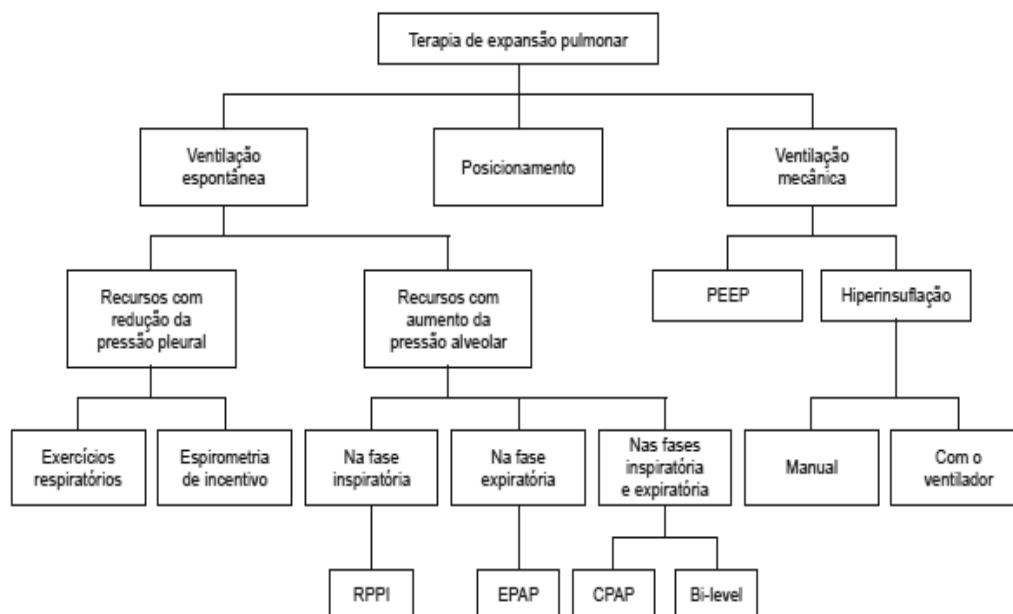 Terapia de expansão pulmonar
Ventilação
espontânea
Posicionamento
Ventilação
mecânica
Recursos com
redução da
pressão pleural
Recursos com
aumento da
pressão alveolar
PEEP
Hiperinsuflação
Exercícios
respiratórios
Espirometria
de incentivo
Na fase
inspiratória
Na fase
expiratória
Nas fases
inspiratória
e expiratória
Manual
Com o
ventilador
RPPI
EPAP
CPAP
Bi-level